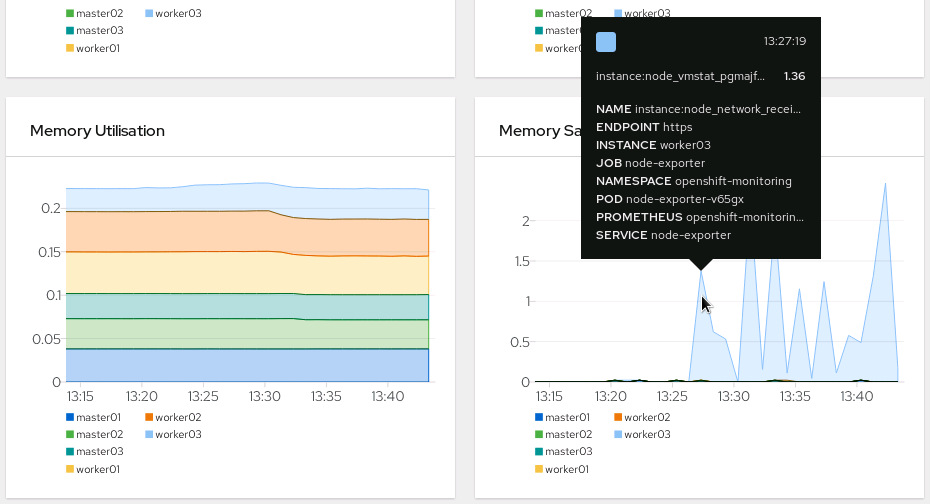 master02 worker03
master03
worker01
master02 worker03
13:27:19
instance:node_vmstat_pgmajf... 1.36
NAME instance:node_network_recei...
ENDPOINT https
INSTANCE worker03
JOB node-exporter
NAMESPACE openshift-monitoring
POD node-exporter-v65gx
PROMETHEUS openshift-monitorin...
SERVICE node-exporter
Memory Utilisation
0.2
0.15
0.1
0.05
0
13:15 13:20 13:25 13:30 13:35 13:40
master01 worker02
master02 worker03
master03
worker01
Memory
2
1.5
1
0.5
0
13:15 13:20 13:25 13:30 13:35 13:40
master01 worker02
master02 worker03
master03
worker01